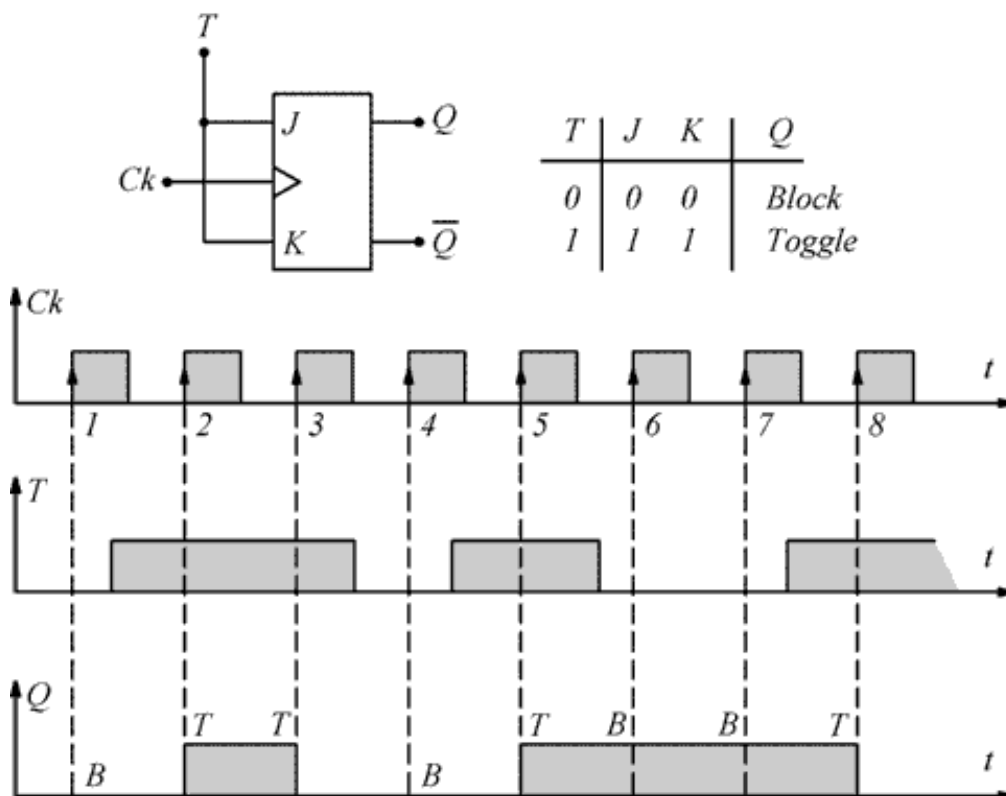 T
J Q
Ck
K Q̅
T J K Q
0 0 0 Block
1 1 1 Toggle
Ck
t
1 2 3 4 5 6 7 8
T
t
Q
T T T B B T
B B t